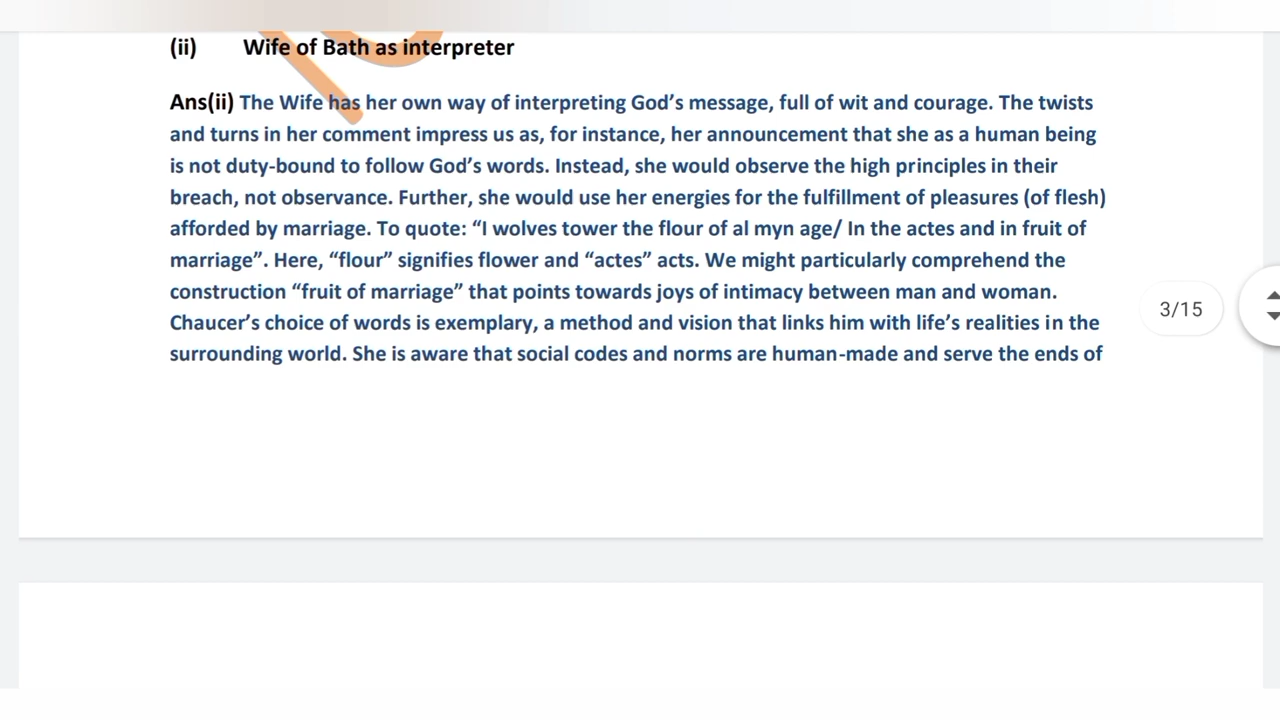 (ii) Wife of Bath as interpreter
Ans(ii) The Wife has her own way of interpreting God's message, full of wit and courage. The twists
and turns in her comment impress us as, for instance, her announcement that she as a human being
is not duty-bound to follow God's words. Instead, she would observe the high principles in their
breach, not observance. Further, she would use her energies for the fulfillment of pleasures (of flesh)
afforded by marriage. To quote: “I wolves tower the flour of al myn age/ In the actes and in fruit of
marriage”. Here, “flour” signifies flower and “actes” acts. We might particularly comprehend the
construction “fruit of marriage” that points towards joys of intimacy between man and woman.
Chaucer's choice of words is exemplary, a method and vision that links him with life's realities in the
surrounding world. She is aware that social codes and norms are human-made and serve the ends of
3/15